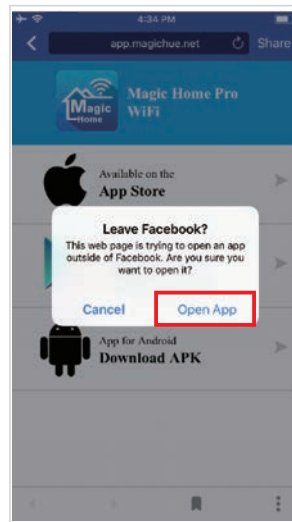 4:34 PM
app.magichue.net
Share
Magic
Home
Magic Home Pro
WiFi
Available on the
App Store
Leave Facebook?
This web page is trying to open an app
outside of Facebook. Are you sure you
want to open it?
Cancel
Open App
App for Android
Download APK